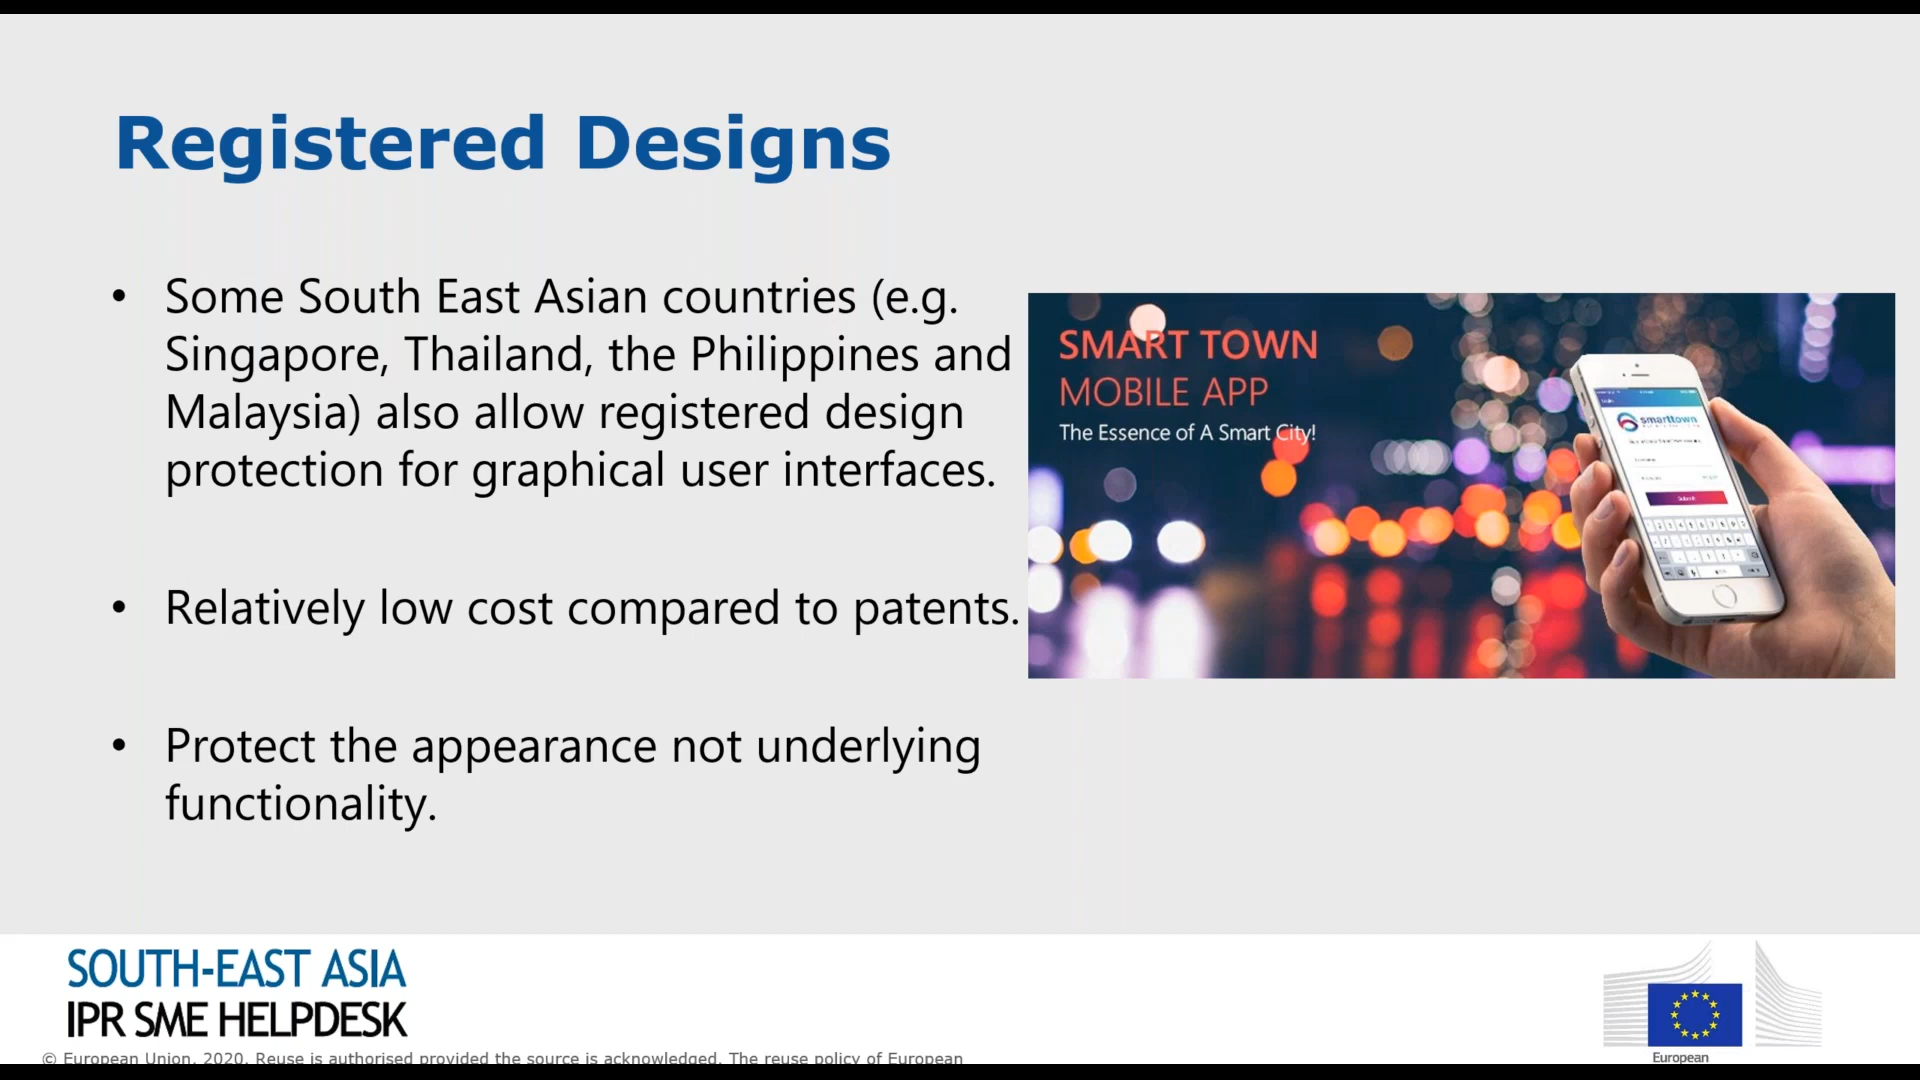 Registered Designs
• Some South East Asian countries (e.g.
Singapore, Thailand, the Philippines and
Malaysia) also allow registered design
protection for graphical user interfaces.
• Relatively low cost compared to patents.
• Protect the appearance not underlying
functionality.
SMART TOWN
MOBILE APP
The Essence of A Smart City!
smarttown
Submit
SOUTH-EAST ASIA
IPR SME HELPDESK
© European Union, 2020. Reuse is authorised provided the source is acknowledged. The reuse policy of European
European